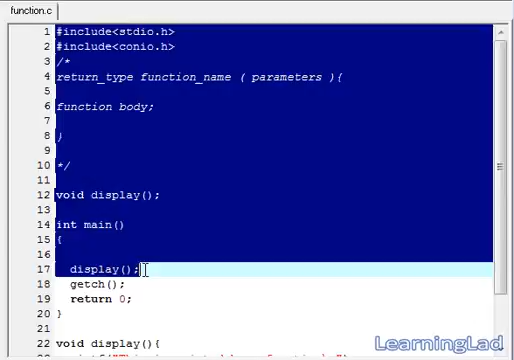 function.c
1 #include<stdio.h>
2 #include<conio.h>
3 /*
4 return_type function_name ( parameters ){
5
6 function body;
7
8 }
9
10 */
11
12 void display();
13
14 int main()
15 {
16
17 display();
18 getch();
19 return 0;
20 }
21
22 void display(){
LearningLad